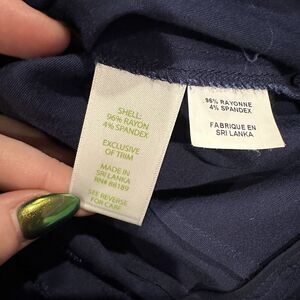 SHELL:
96% RAYON
4% SPANDEX
EXCLUSIVE
OF TRIM
MADE IN
SRI LANKA
RN# 88189
SEE REVERSE
FOR CARE
96% RAYONNE
4% SPANDEX
FABRIQUE EN
SRI LANKA